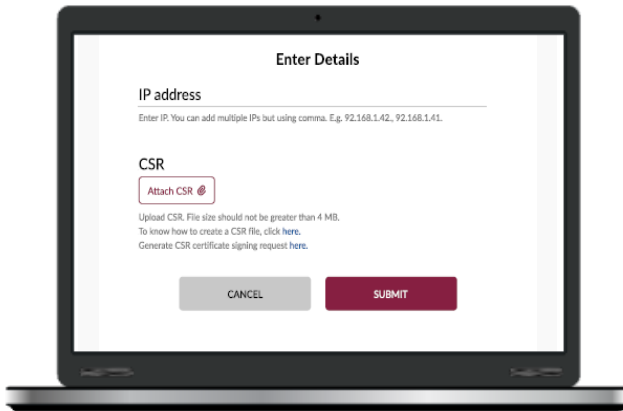 Enter Details
IP address
Enter IP. You can add multiple IPs but using comma. E.g. 92.168.1.42., 92.168.1.41.
CSR
Attach CSR
Upload CSR. File size should not be greater than 4 MB.
To know how to create a CSR file, click here.
Generate CSR certificate signing request here.
CANCEL
SUBMIT